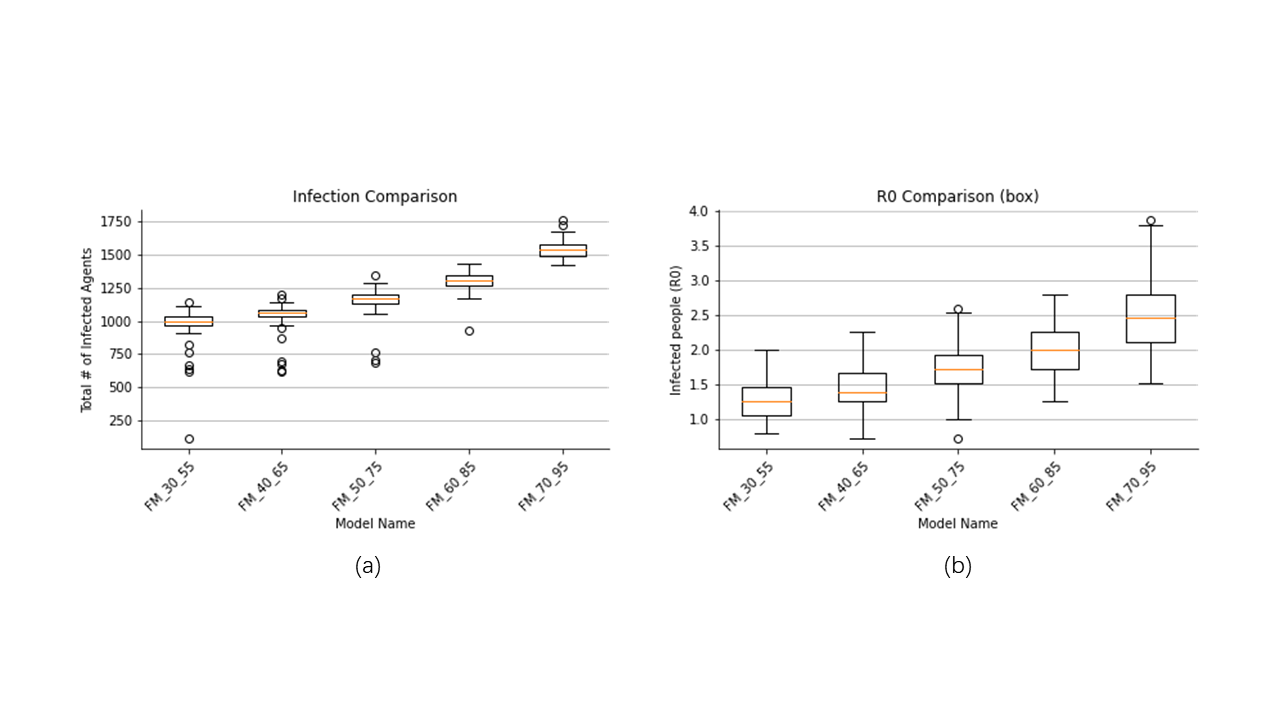 Infection Comparison
Total # of Infected Agents
1750
1500
1250
1000
750
500
250
FM_30_55
FM_40_65
FM_50_75
FM_60_85
FM_70_95
Model Name
(a)
R0 Comparison (box)
Infected people (R0)
4.0
3.5
3.0
2.5
2.0
1.5
1.0
FM_30_55
FM_40_65
FM_50_75
FM_60_85
FM_70_95
Model Name
(b)